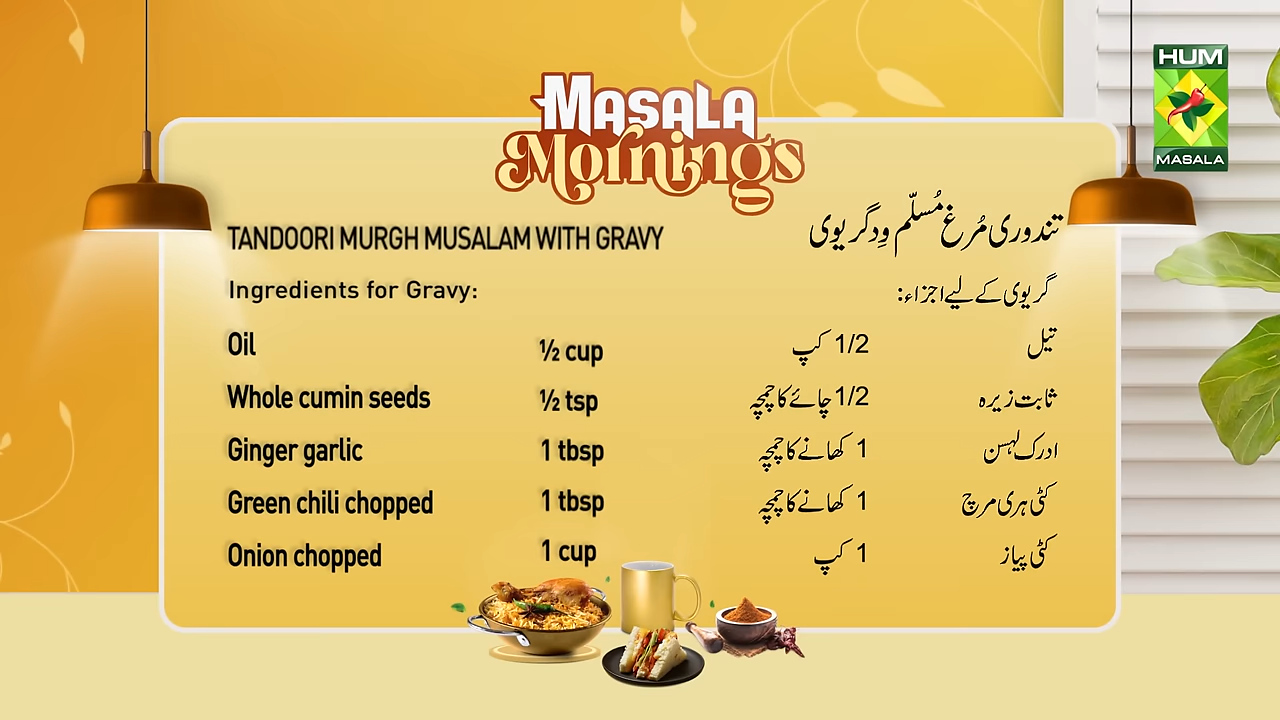 HUM
MASALA
MASALA
Mornings
TANDOORI MURGH MUSALAM WITH GRAVY تندوری مُرغ مُسلّم وِد گریوی
Ingredients for Gravy: گریوی کے لیے اجزاء:
Oil ½ cup 1/2 کپ تیل
Whole cumin seeds ½ tsp 1/2 چائے کا چمچہ ثابت زیرہ
Ginger garlic 1 tbsp 1 کھانے کا چمچہ ادرک لہسن
Green chili chopped 1 tbsp 1 کھانے کا چمچہ کٹی ہری مرچ
Onion chopped 1 cup 1 کپ کٹی پیاز